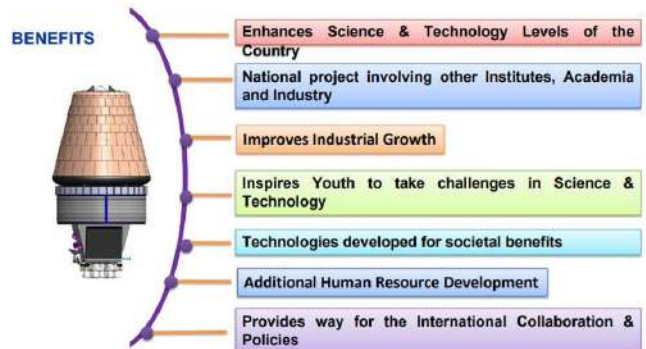 BENEFITS
Enhances Science & Technology Levels of the
Country
National project involving other Institutes, Academia
and Industry
Improves Industrial Growth
Inspires Youth to take challenges in Science &
Technology
Technologies developed for societal benefits
Additional Human Resource Development
Provides way for the International Collaboration &
Policies